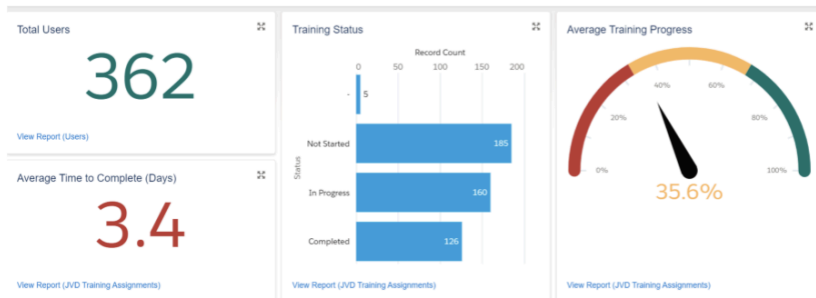 Total Users
362
View Report (Users)
Average Time to Complete (Days)
3.4
View Report (JVD Training Assignments)
Training Status
Record Count
0 50 100 150 200
Status
- 5
Not Started 185
In Progress 160
Completed 126
View Report (JVD Training Assignments)
Average Training Progress
0% 20% 40% 60% 80% 100%
35.6%
View Report (JVD Training Assignments)